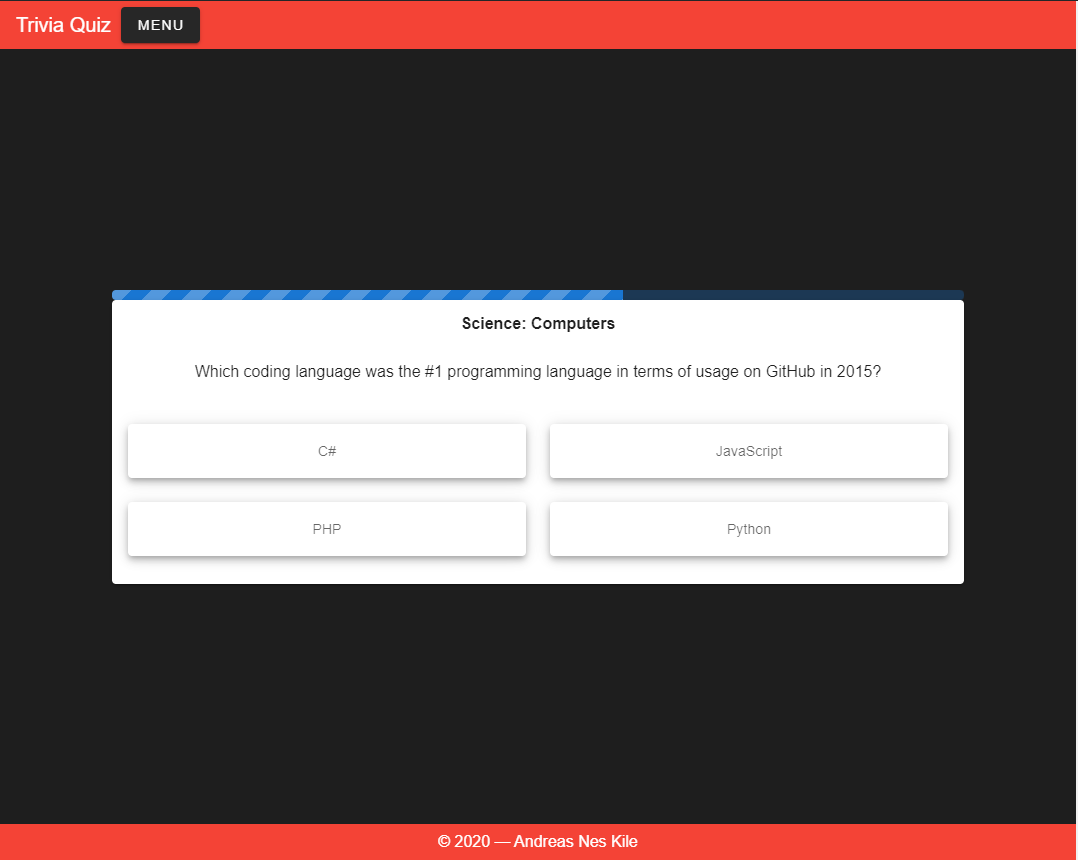 Trivia Quiz MENU
Science: Computers
Which coding language was the #1 programming language in terms of usage on GitHub in 2015?
C# JavaScript
PHP Python
© 2020 — Andreas Nes Kile